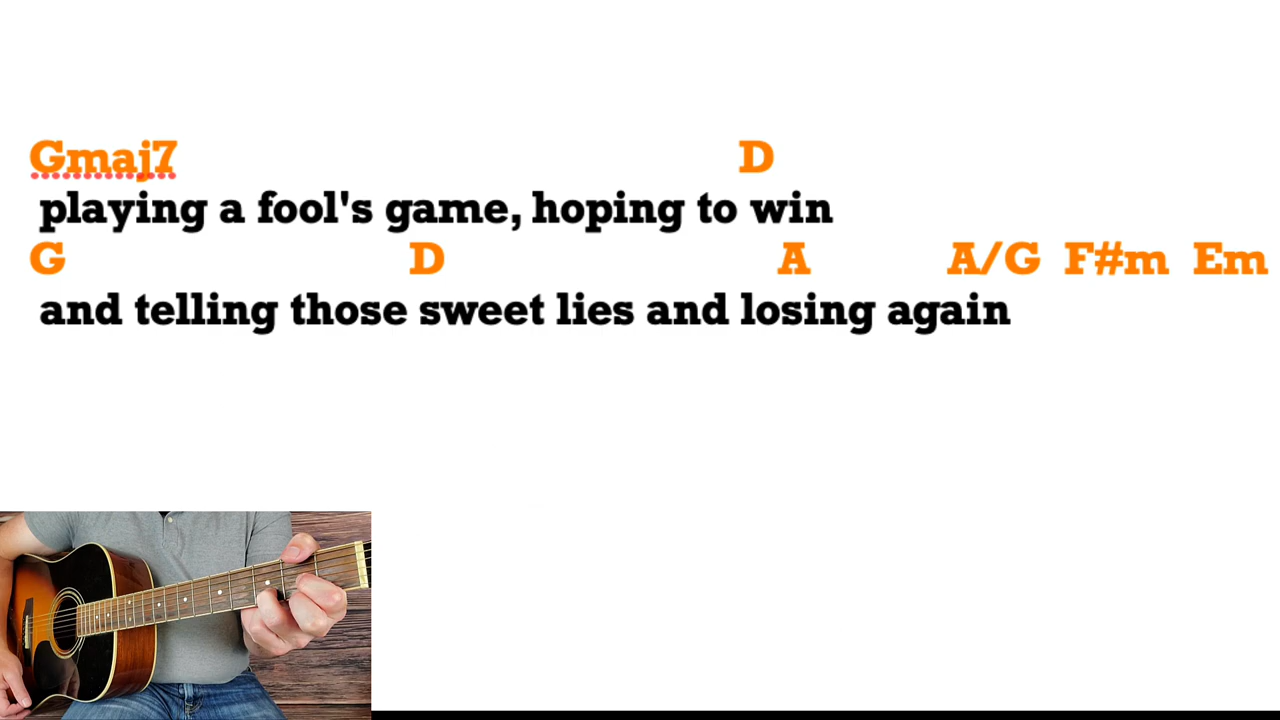 Gmaj7 D
playing a fool's game, hoping to win
G D A A/G F#m Em
and telling those sweet lies and losing again